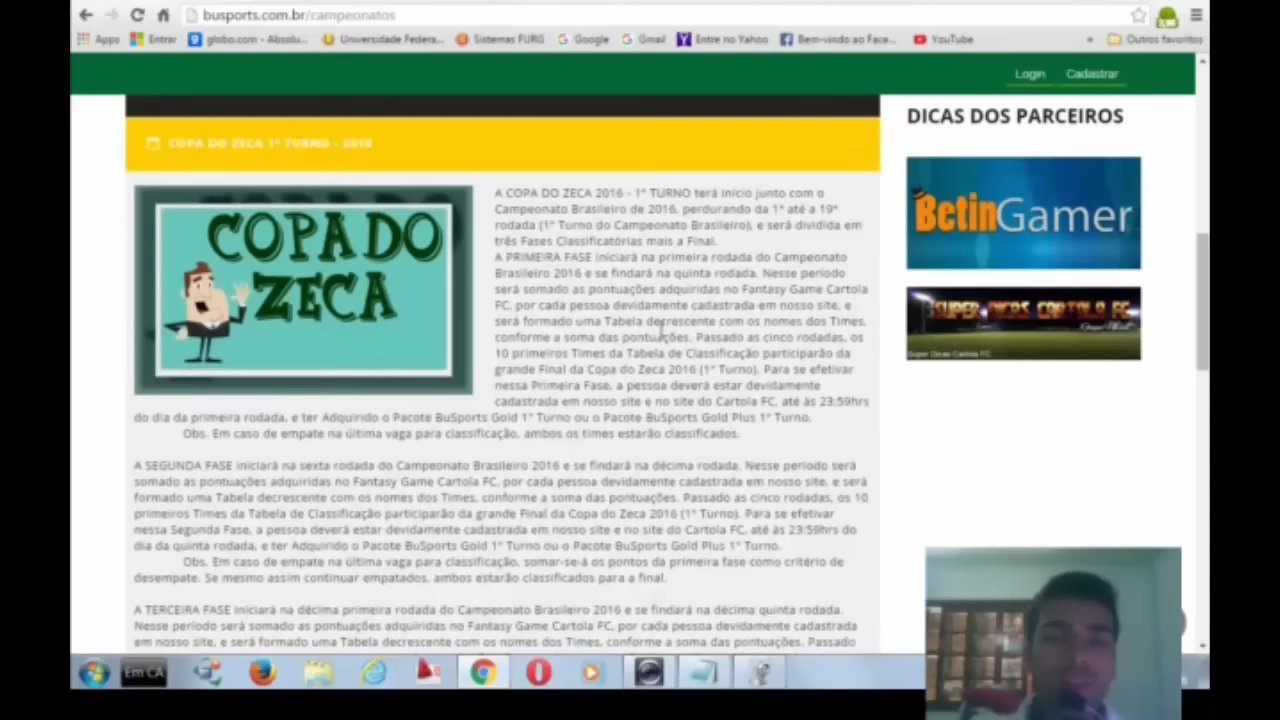 busports.com.br/campeonatos
Apps Entrar globo.com - Absolu... Universidade Federa... Sistemas FURG Google Gmail Entre no Yahoo Bem-vindo ao Face... YouTube » Outros favoritos
Login Cadastrar
COPA DO ZECA 1º TURNO - 2016
COPA DO
ZECA
A COPA DO ZECA 2016 - 1º TURNO terá início junto com o
Campeonato Brasileiro de 2016, perdurando da 1ª até a 19ª
rodada (1º Turno do Campeonato Brasileiro), e será dividida em
três Fases Classificatórias mais a Final.
A PRIMEIRA FASE iniciará na primeira rodada do Campeonato
Brasileiro 2016 e se findará na quinta rodada. Nesse período
será somado as pontuações adquiridas no Fantasy Game Cartola
FC, por cada pessoa devidamente cadastrada em nosso site, e
será formado uma Tabela decrescente com os nomes dos Times,
conforme a soma das pontuações. Passado as cinco rodadas, os
10 primeiros Times da Tabela de Classificação participarão da
grande Final da Copa do Zeca 2016 (1º Turno). Para se efetivar
nessa Primeira Fase, a pessoa deverá estar devidamente
cadastrada em nosso site e no site do Cartola FC, até às 23:59hrs
do dia da primeira rodada, e ter Adquirido o Pacote BuSports Gold 1º Turno ou o Pacote BuSports Gold Plus 1º Turno.
Obs. Em caso de empate na última vaga para classificação, ambos os times estarão classificados.
A SEGUNDA FASE iniciará na sexta rodada do Campeonato Brasileiro 2016 e se findará na décima rodada. Nesse período será
somado as pontuações adquiridas no Fantasy Game Cartola FC, por cada pessoa devidamente cadastrada em nosso site, e será
formado uma Tabela decrescente com os nomes dos Times, conforme a soma das pontuações. Passado as cinco rodadas, os 10
primeiros Times da Tabela de Classificação participarão da grande Final da Copa do Zeca 2016 (1º Turno). Para se efetivar
nessa Segunda Fase, a pessoa deverá estar devidamente cadastrada em nosso site e no site do Cartola FC, até às 23:59hrs do
dia da quinta rodada, e ter Adquirido o Pacote BuSports Gold 1º Turno ou o Pacote BuSports Gold Plus 1º Turno.
Obs. Em caso de empate na última vaga para classificação, somar-se-á os pontos da primeira fase como critério de
desempate. Se mesmo assim continuar empatados, ambos estarão classificados para a final.
A TERCEIRA FASE iniciará na décima primeira rodada do Campeonato Brasileiro 2016 e se findará na décima quinta rodada.
Nesse período será somado as pontuações adquiridas no Fantasy Game Cartola FC, por cada pessoa devidamente cadastrada
em nosso site, e será formado uma Tabela decrescente com os nomes dos Times, conforme a soma das pontuações. Passado
DICAS DOS PARCEIROS
BetinGamer
SUPER DICAS CARTOLA FC
Super Dicas Cartola FC
Em CA